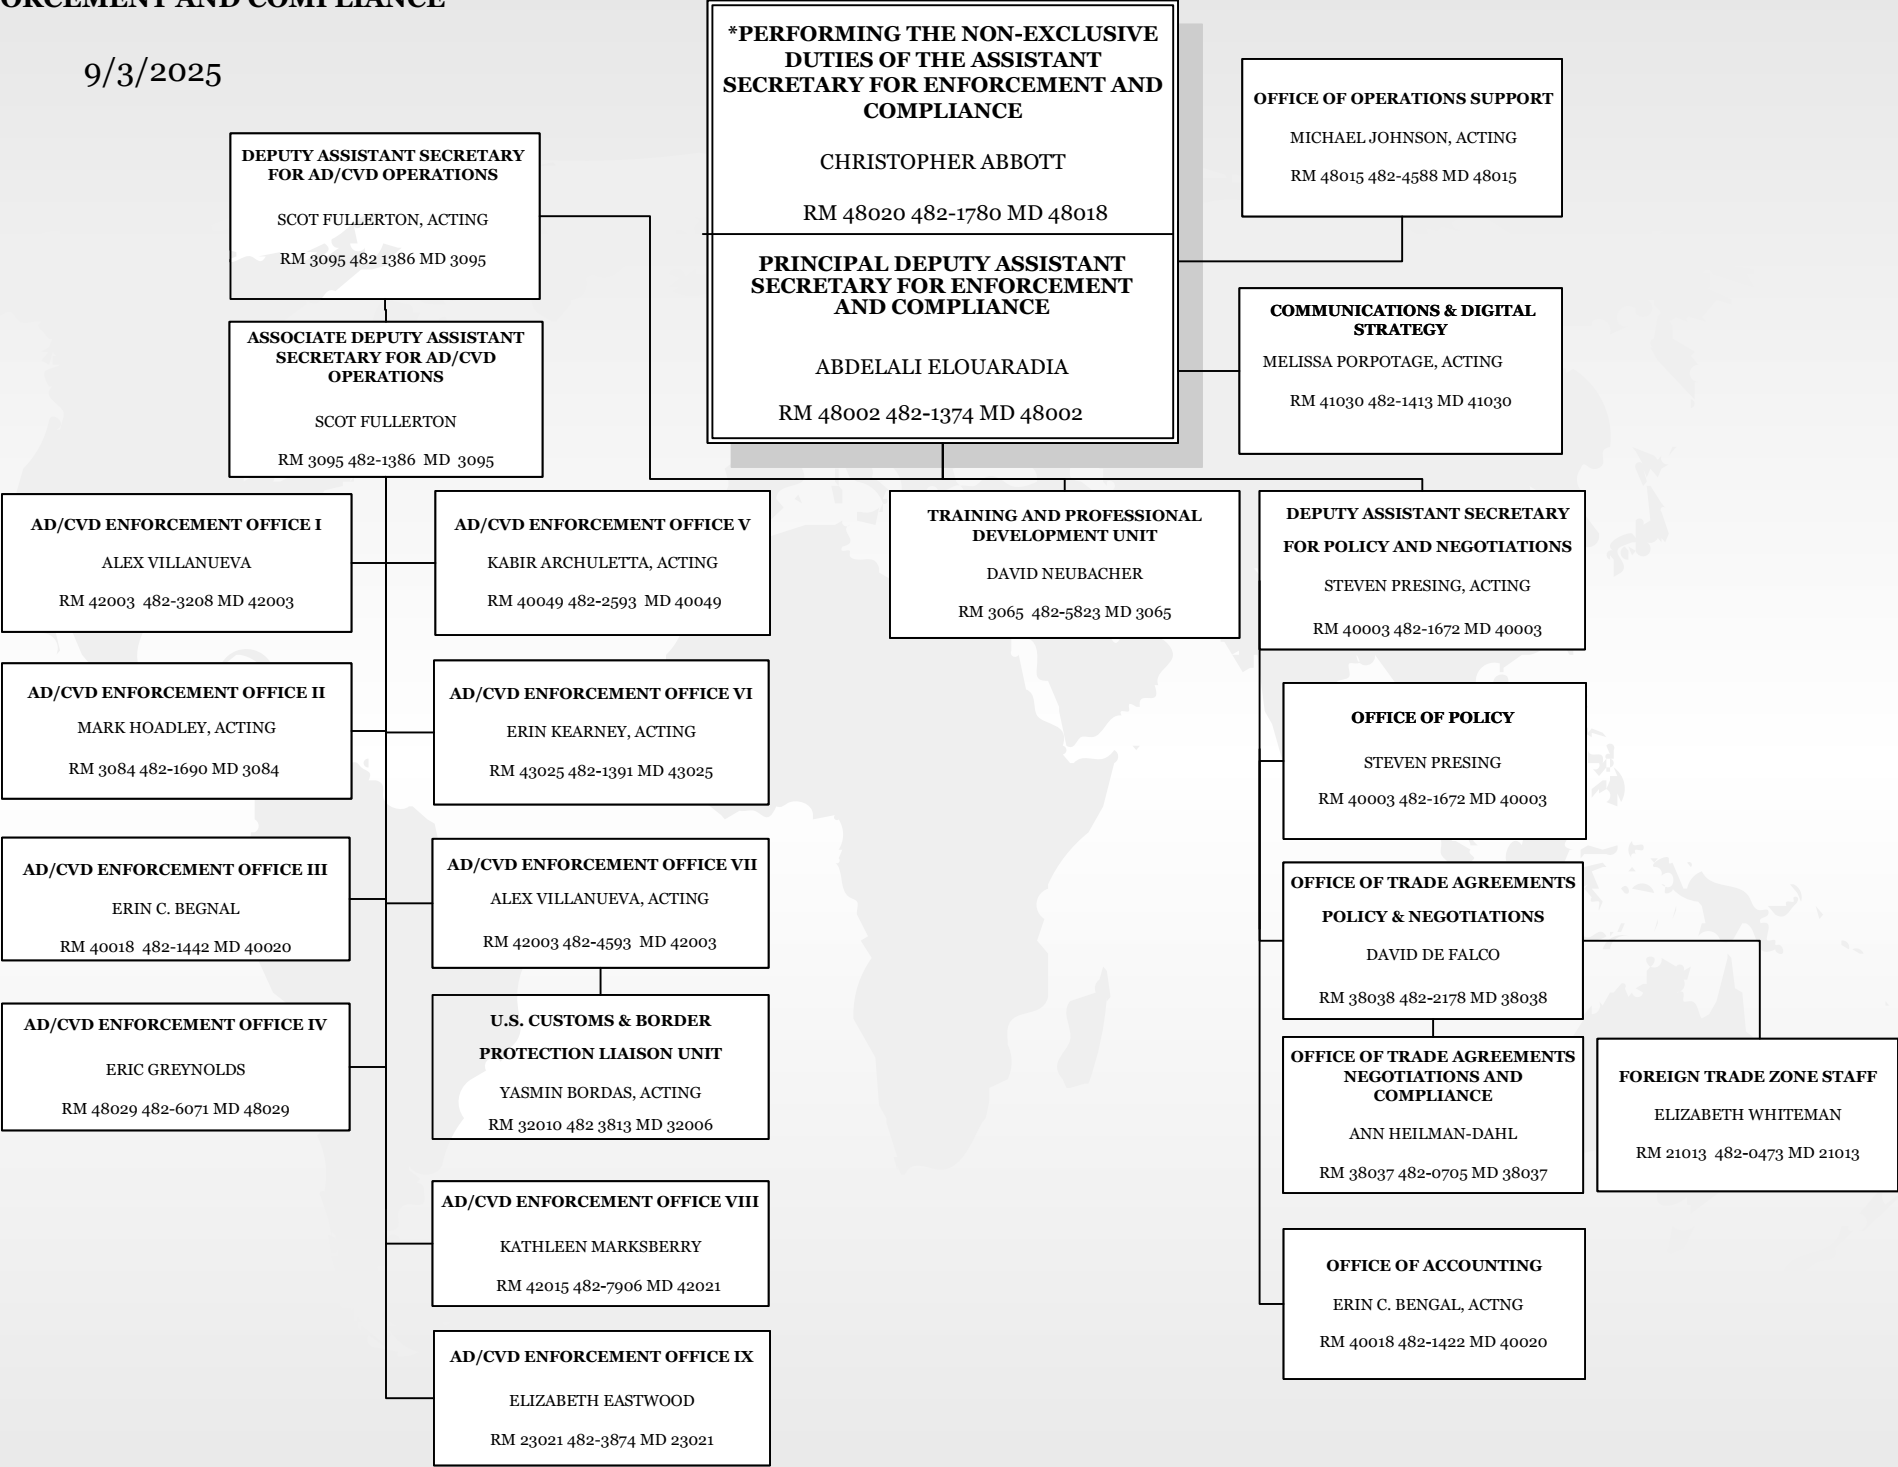 ORCEMENT AND COMPLIANCE
9/3/2025
*PERFORMING THE NON-EXCLUSIVE
DUTIES OF THE ASSISTANT
SECRETARY FOR ENFORCEMENT AND
COMPLIANCE
CHRISTOPHER ABBOTT
RM 48020 482-1780 MD 48018
PRINCIPAL DEPUTY ASSISTANT
SECRETARY FOR ENFORCEMENT
AND COMPLIANCE
ABDELALI ELOUARADIA
RM 48002 482-1374 MD 48002
OFFICE OF OPERATIONS SUPPORT
MICHAEL JOHNSON, ACTING
RM 48015 482-4588 MD 48015
COMMUNICATIONS & DIGITAL
STRATEGY
MELISSA PORPOTAGE, ACTING
RM 41030 482-1413 MD 41030
DEPUTY ASSISTANT SECRETARY
FOR AD/CVD OPERATIONS
SCOT FULLERTON, ACTING
RM 3095 482 1386 MD 3095
ASSOCIATE DEPUTY ASSISTANT
SECRETARY FOR AD/CVD
OPERATIONS
SCOT FULLERTON
RM 3095 482-1386 MD 3095
AD/CVD ENFORCEMENT OFFICE I
ALEX VILLANUEVA
RM 42003 482-3208 MD 42003
AD/CVD ENFORCEMENT OFFICE II
MARK HOADLEY, ACTING
RM 3084 482-1690 MD 3084
AD/CVD ENFORCEMENT OFFICE III
ERIN C. BEGNAL
RM 40018 482-1442 MD 40020
AD/CVD ENFORCEMENT OFFICE IV
ERIC GREYNOLDS
RM 48029 482-6071 MD 48029
AD/CVD ENFORCEMENT OFFICE V
KABIR ARCHULETTA, ACTING
RM 40049 482-2593 MD 40049
AD/CVD ENFORCEMENT OFFICE VI
ERIN KEARNEY, ACTING
RM 43025 482-1391 MD 43025
AD/CVD ENFORCEMENT OFFICE VII
ALEX VILLANUEVA, ACTING
RM 42003 482-4593 MD 42003
U.S. CUSTOMS & BORDER
PROTECTION LIAISON UNIT
YASMIN BORDAS, ACTING
RM 32010 482 3813 MD 32006
AD/CVD ENFORCEMENT OFFICE VIII
KATHLEEN MARKSBERRY
RM 42015 482-7906 MD 42021
AD/CVD ENFORCEMENT OFFICE IX
ELIZABETH EASTWOOD
RM 23021 482-3874 MD 23021
TRAINING AND PROFESSIONAL
DEVELOPMENT UNIT
DAVID NEUBACHER
RM 3065 482-5823 MD 3065
DEPUTY ASSISTANT SECRETARY
FOR POLICY AND NEGOTIATIONS
STEVEN PRESING, ACTING
RM 40003 482-1672 MD 40003
OFFICE OF POLICY
STEVEN PRESING
RM 40003 482-1672 MD 40003
OFFICE OF TRADE AGREEMENTS
POLICY & NEGOTIATIONS
DAVID DE FALCO
RM 38038 482-2178 MD 38038
OFFICE OF TRADE AGREEMENTS
NEGOTIATIONS AND
COMPLIANCE
ANN HEILMAN-DAHL
RM 38037 482-0705 MD 38037
FOREIGN TRADE ZONE STAFF
ELIZABETH WHITEMAN
RM 21013 482-0473 MD 21013
OFFICE OF ACCOUNTING
ERIN C. BENGAL, ACTNG
RM 40018 482-1422 MD 40020